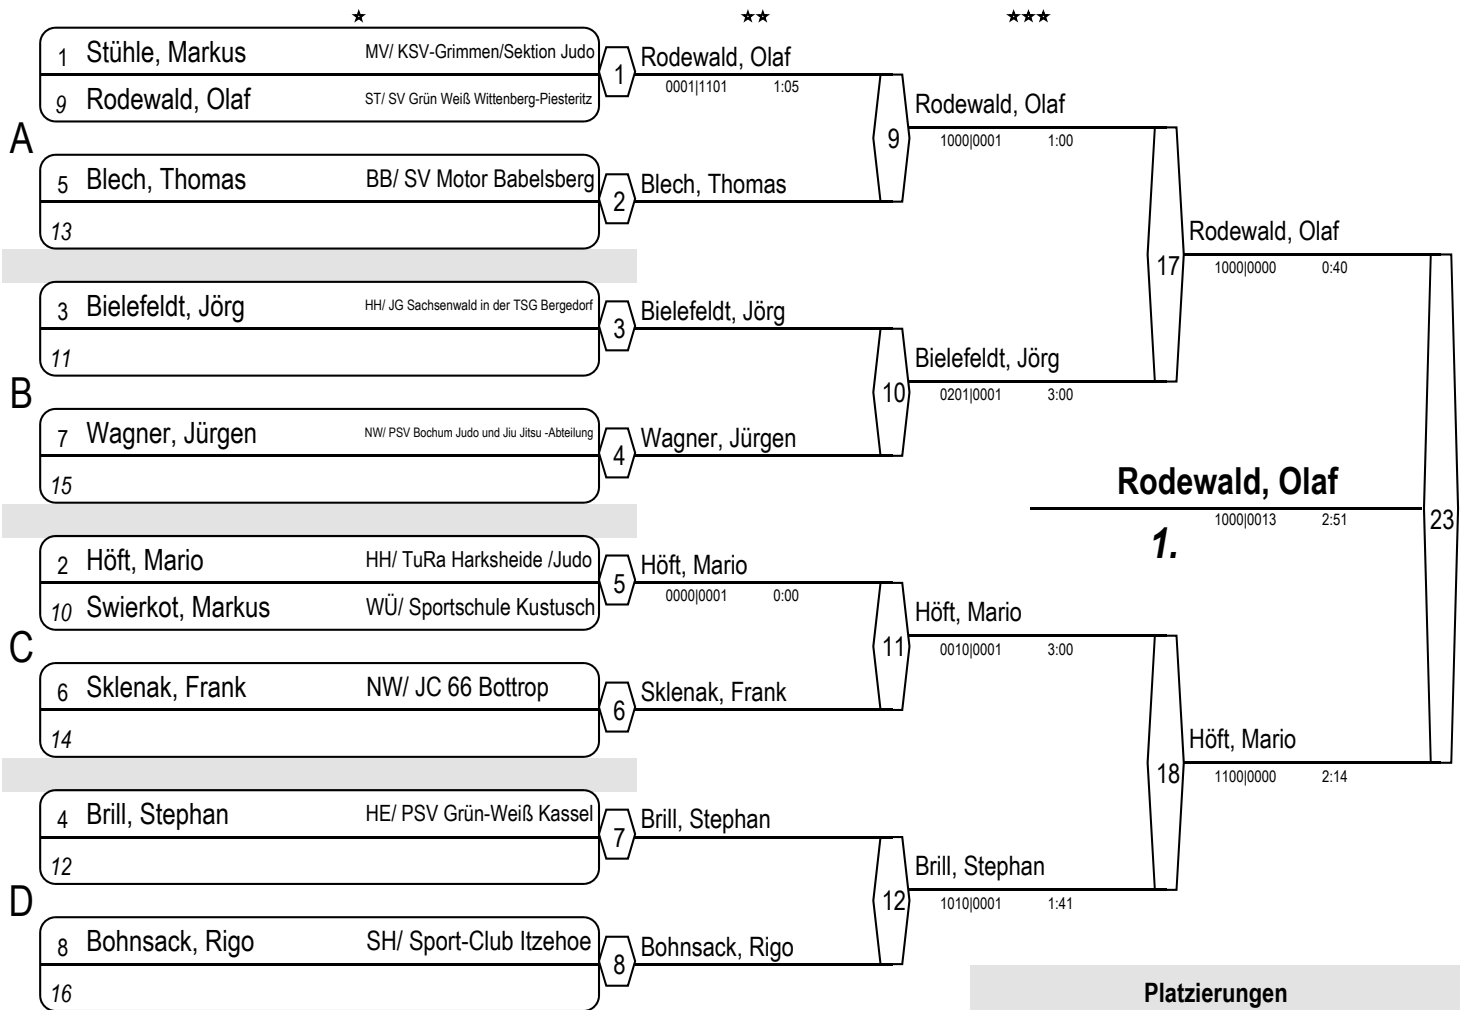 1 Stühle, Markus MV/ KSV-Grimmen/Sektion Judo
9 Rodewald, Olaf ST/ SV Grün Weiß Wittenberg-Piesteritz
1 Rodewald, Olaf
0001|1101 1:05
A
5 Blech, Thomas BB/ SV Motor Babelsberg
13
2 Blech, Thomas
9 Rodewald, Olaf
1000|0001 1:00
3 Bielefeldt, Jörg HH/ JG Sachsenwald in der TSG Bergedorf
11
3 Bielefeldt, Jörg
B
7 Wagner, Jürgen NW/ PSV Bochum Judo und Jiu Jitsu -Abteilung
15
4 Wagner, Jürgen
10 Bielefeldt, Jörg
0201|0001 3:00
17 Rodewald, Olaf
1000|0000 0:40
2 Höft, Mario HH/ TuRa Harksheide /Judo
10 Swierkot, Markus WÜ/ Sportschule Kustusch
5 Höft, Mario
0000|0001 0:00
C
6 Sklenak, Frank NW/ JC 66 Bottrop
14
6 Sklenak, Frank
11 Höft, Mario
0010|0001 3:00
4 Brill, Stephan HE/ PSV Grün-Weiß Kassel
12
7 Brill, Stephan
D
8 Bohnsack, Rigo SH/ Sport-Club Itzehoe
16
8 Bohnsack, Rigo
12 Brill, Stephan
1010|0001 1:41
18 Höft, Mario
1100|0000 2:14
23 Rodewald, Olaf
1000|0013 2:51
1.
Platzierungen